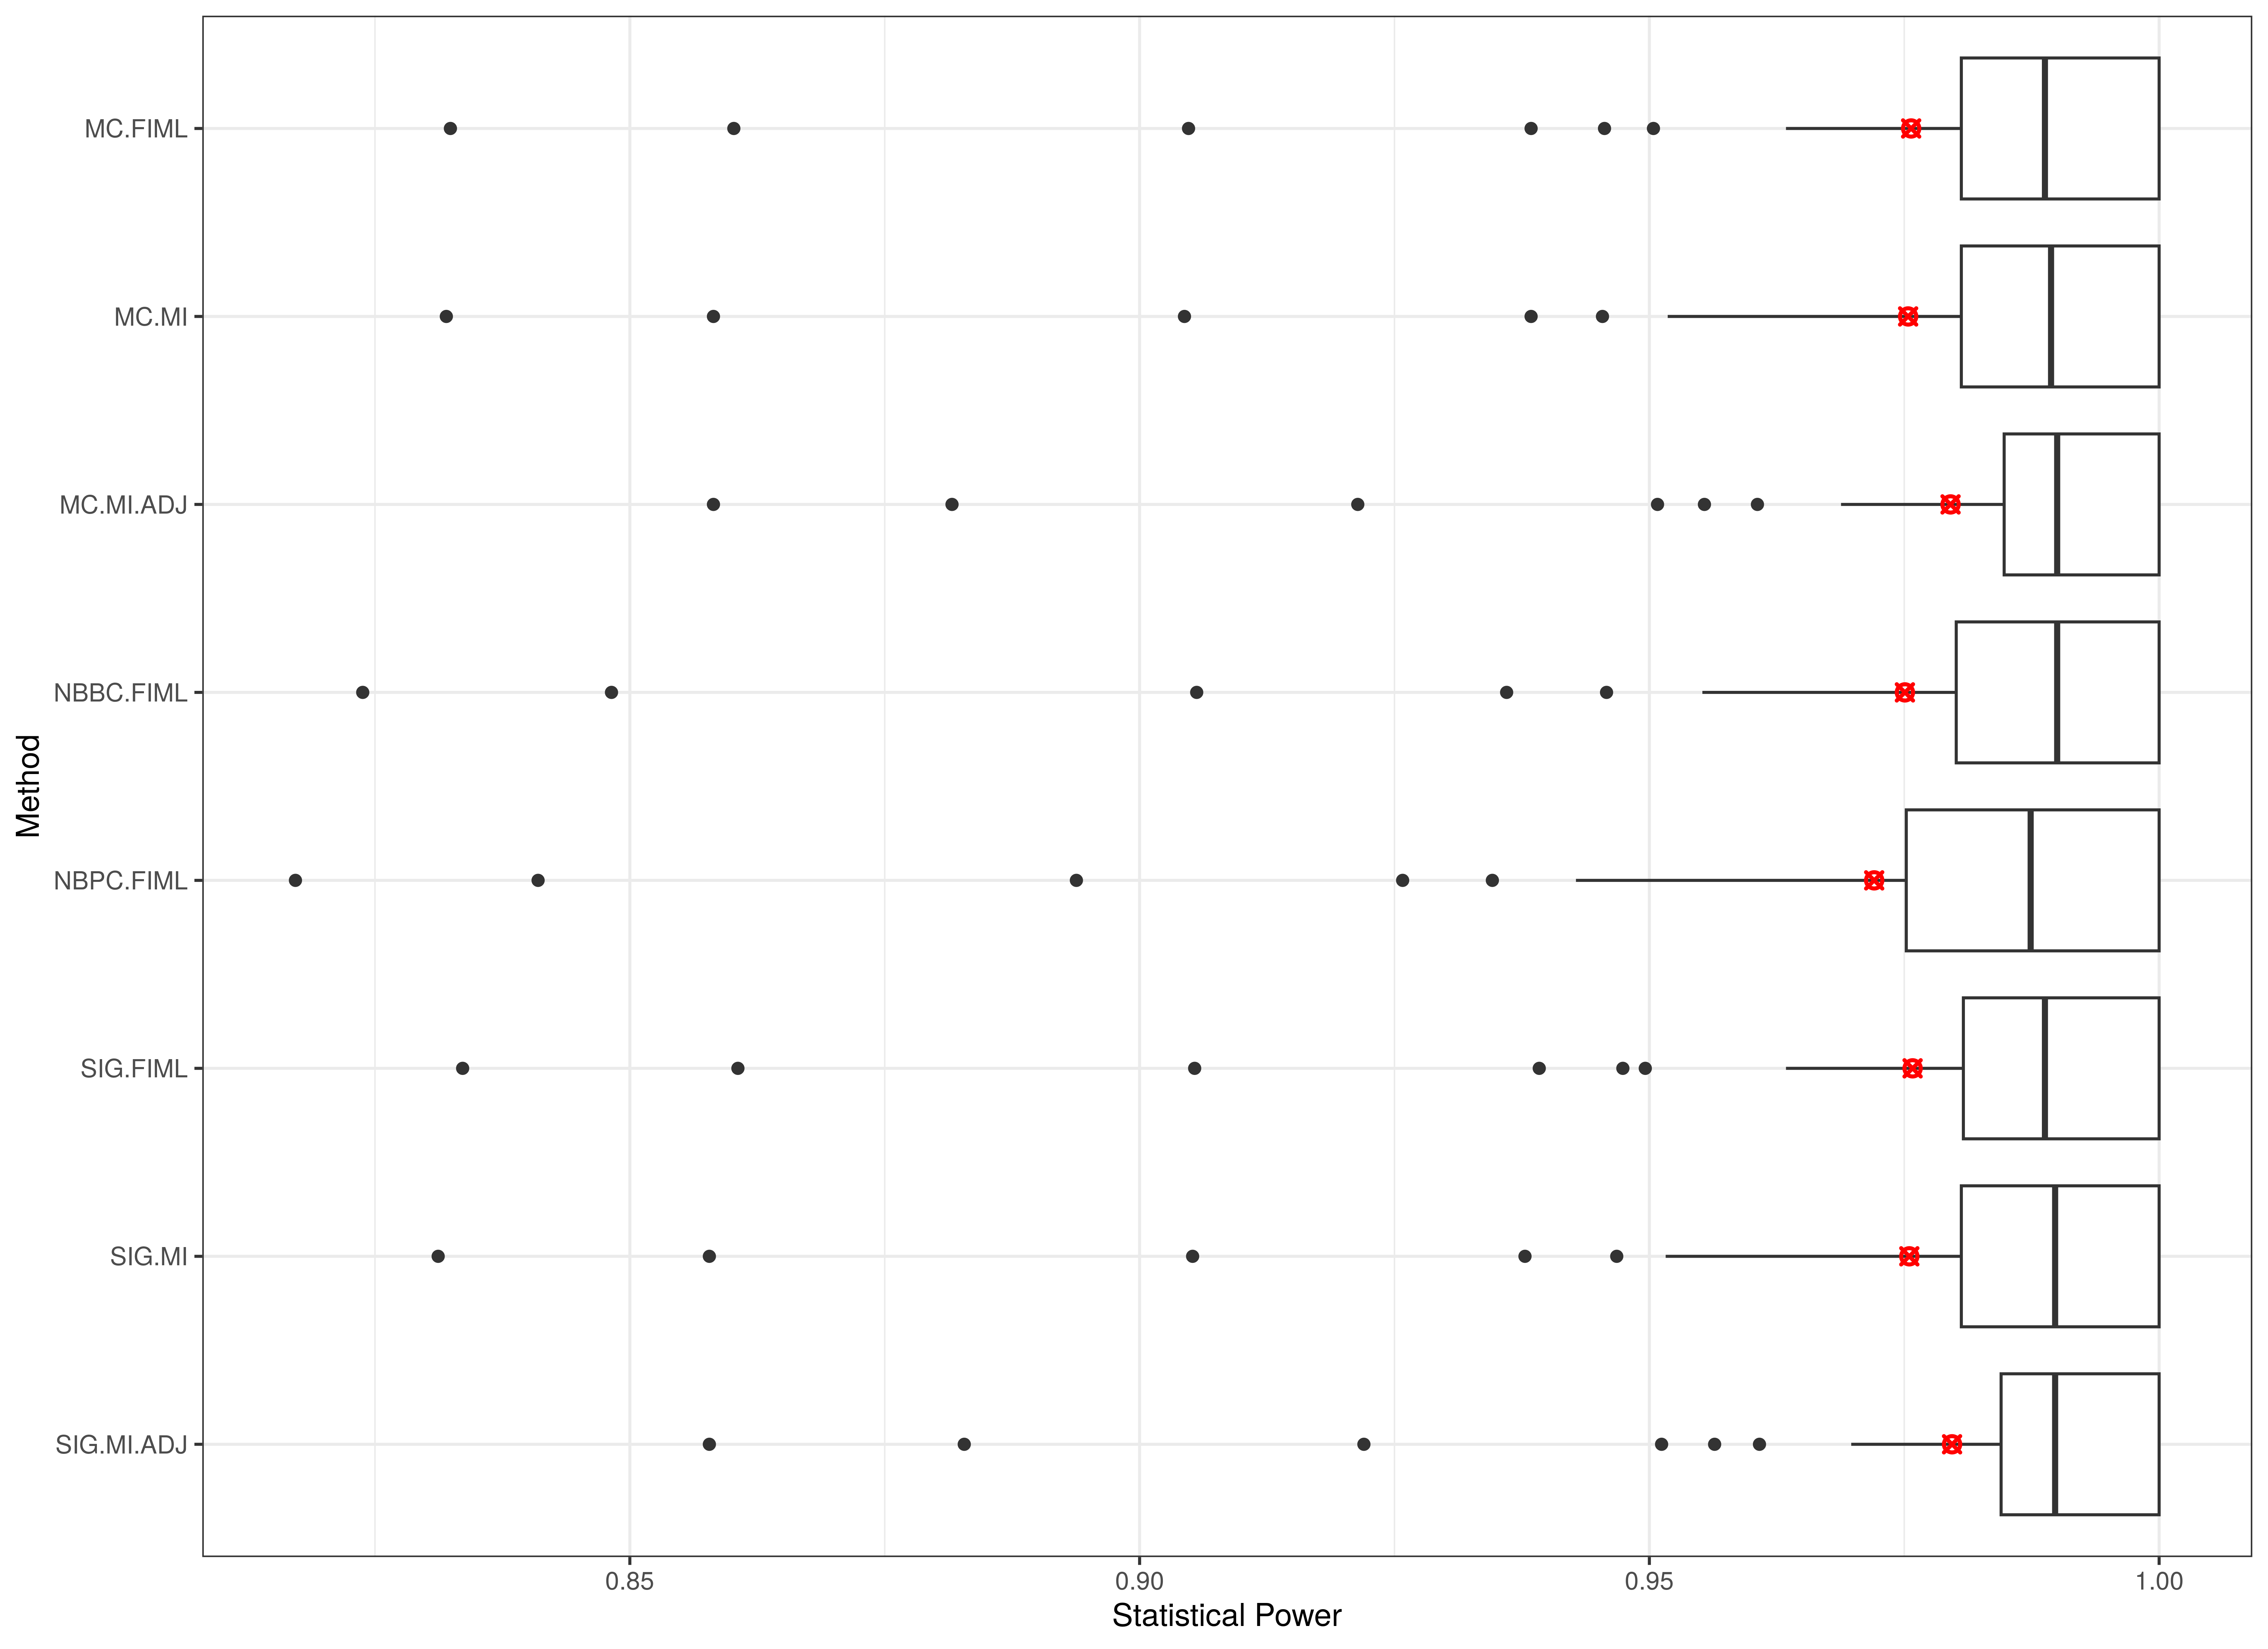 MC.FIML
MC.MI
MC.MI.ADJ
NBBC.FIML
NBPC.FIML
SIG.FIML
SIG.MI
SIG.MI.ADJ
Method
0.85 0.90 0.95 1.00
Statistical Power